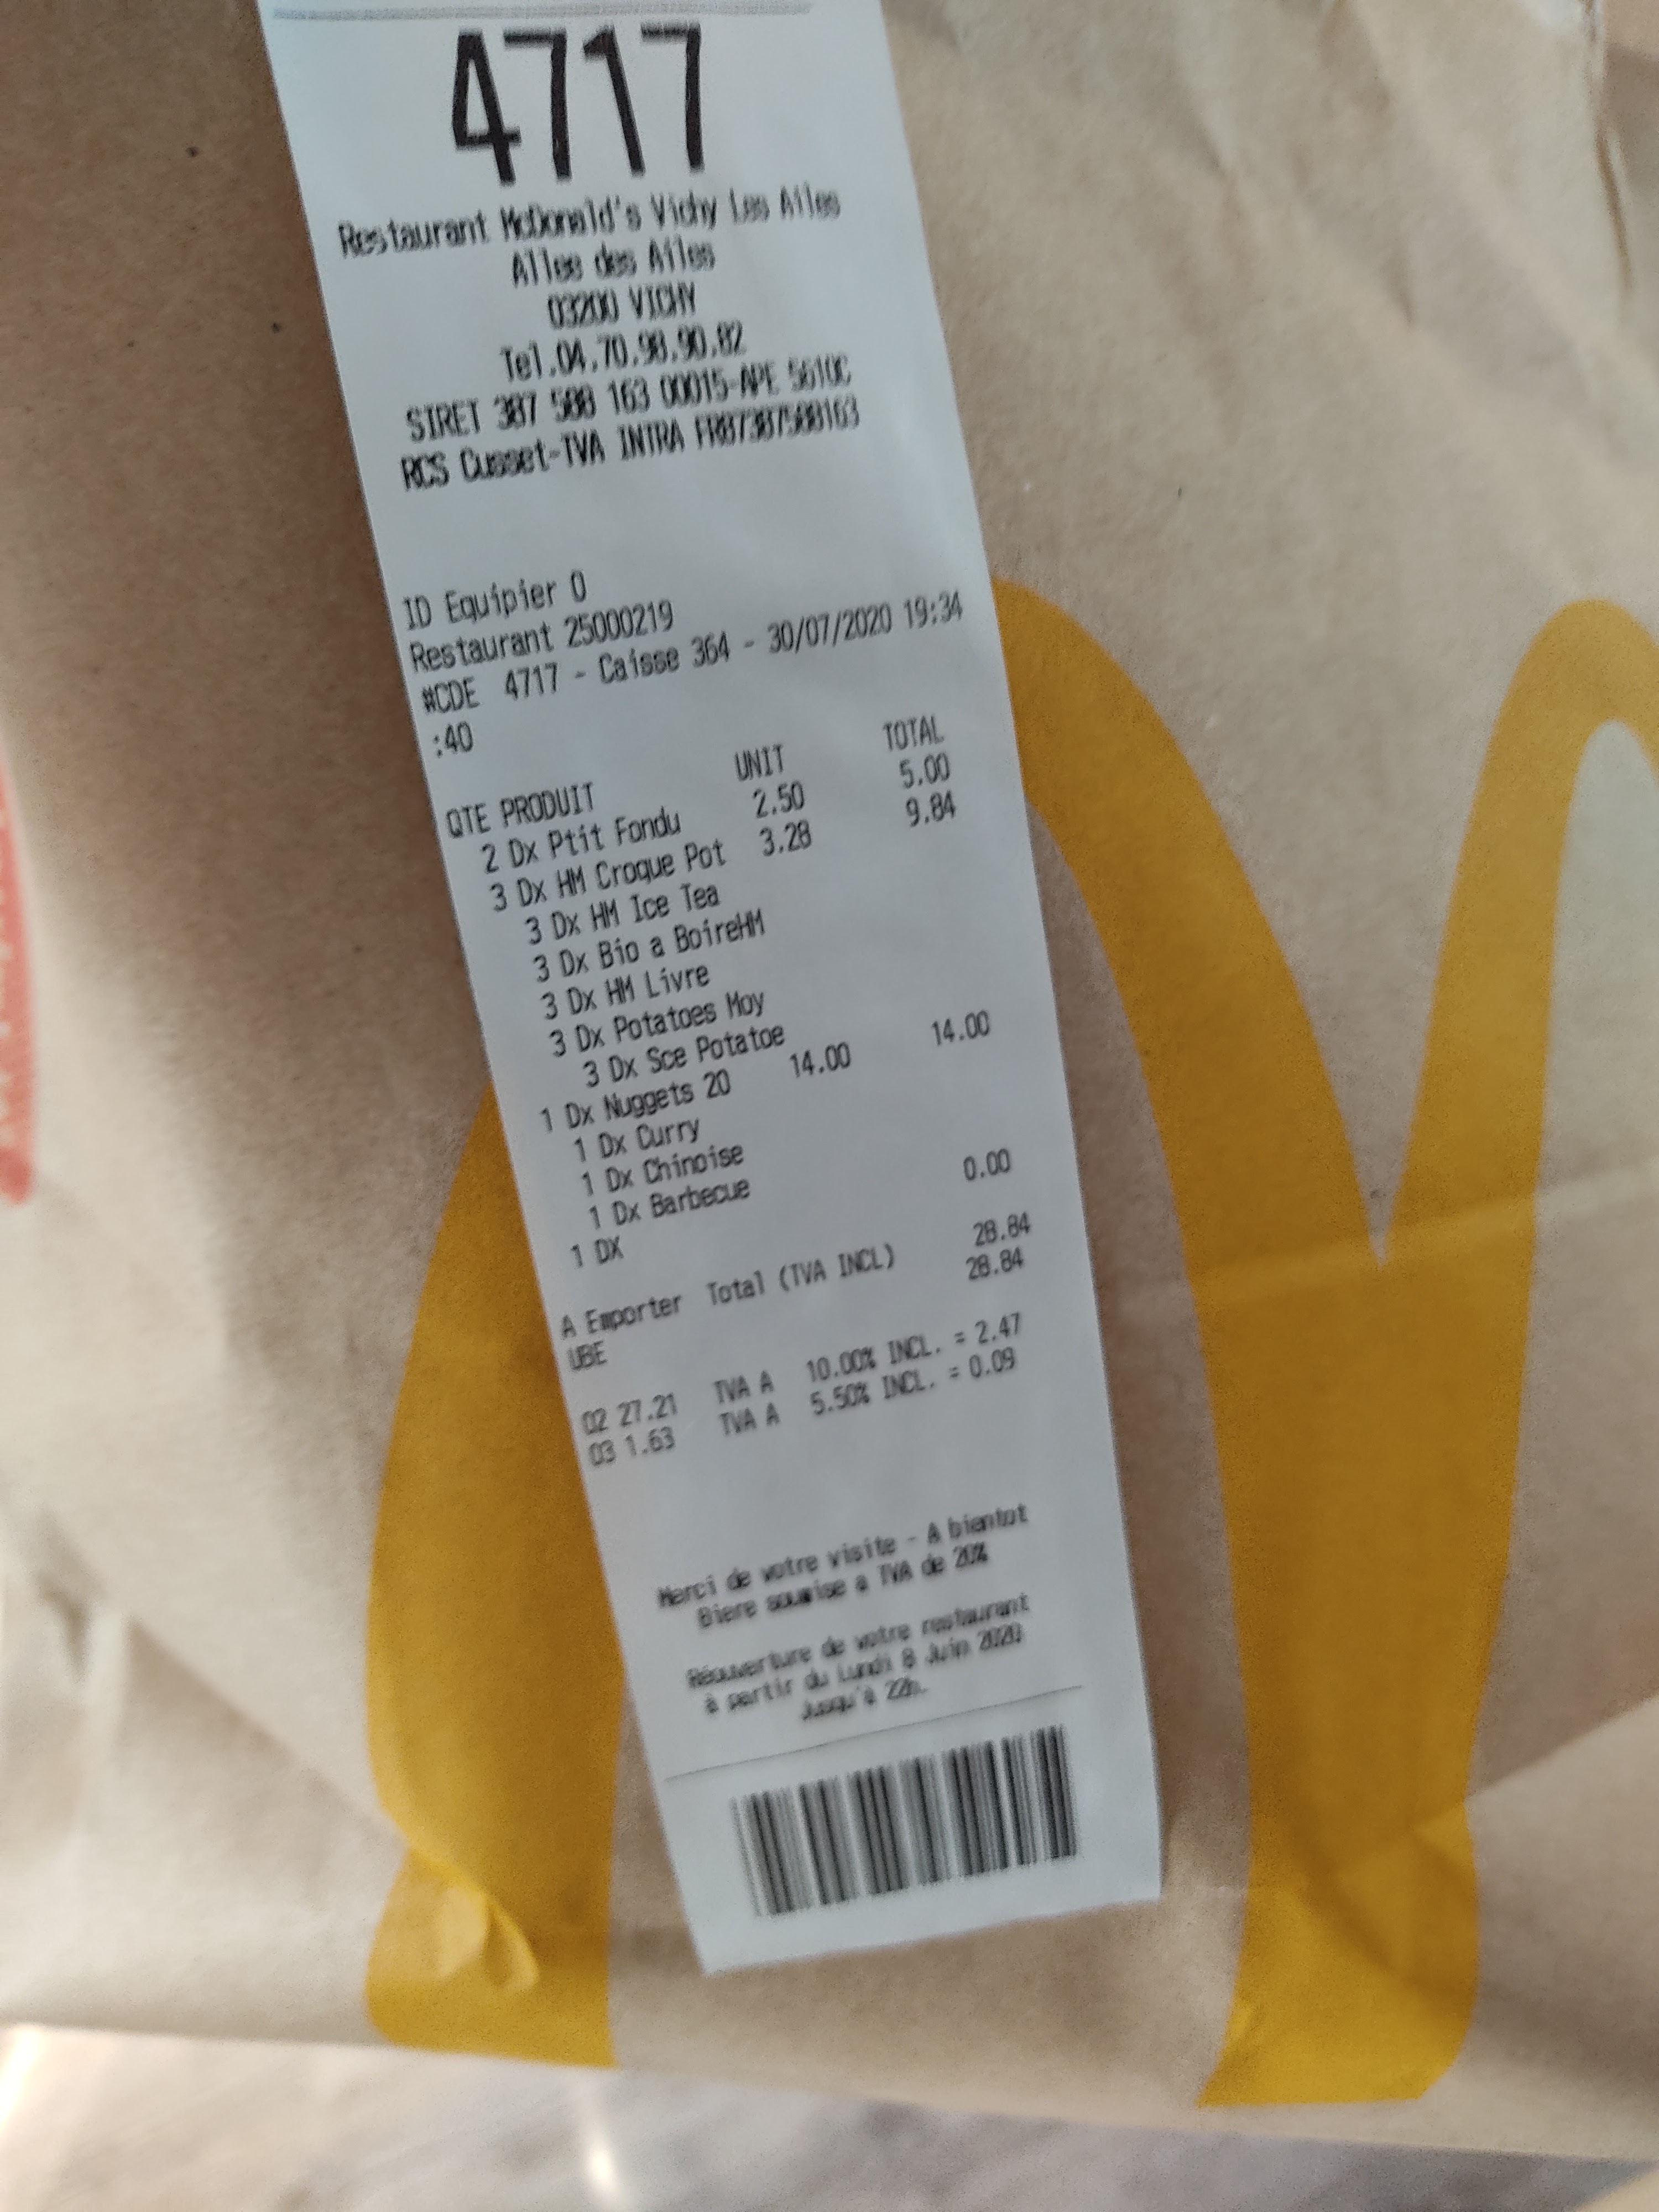 4717
Restaurant McDonald's Vichy Les Ailes
Allee des Ailes
03200 VICHY
Tel.04.70.98.90.82
SIRET 387 588 163 00015-APE 5610C
RCS Cusset-TVA INTRA FR87387588163
ID Equipier 0
Restaurant 25000219
#CDE 4717 - Caisse 364 - 30/07/2020 19:34
:40
QTE PRODUIT UNIT TOTAL
2 Dx Ptit Fondu 2.50 5.00
3 Dx HM Croque Pot 3.28 9.84
3 Dx HM Ice Tea
3 Dx Bio a BoireHM
3 Dx HM Livre
3 Dx Potatoes Moy
3 Dx Sce Potatoe
1 Dx Nuggets 20 14.00 14.00
1 Dx Curry
1 Dx Chinoise
1 Dx Barbecue
1 DX 0.00
A Emporter Total (TVA INCL) 28.84
UBE 28.84
02 27.21 TVA A 10.00% INCL. = 2.47
03 1.63 TVA A 5.50% INCL. = 0.09
Merci de votre visite - A bientot
Biere soumise a TVA de 20%
Réouverture de votre restaurant
à partir du Lundi 8 Juin 2020
Jusqu'à 22h.